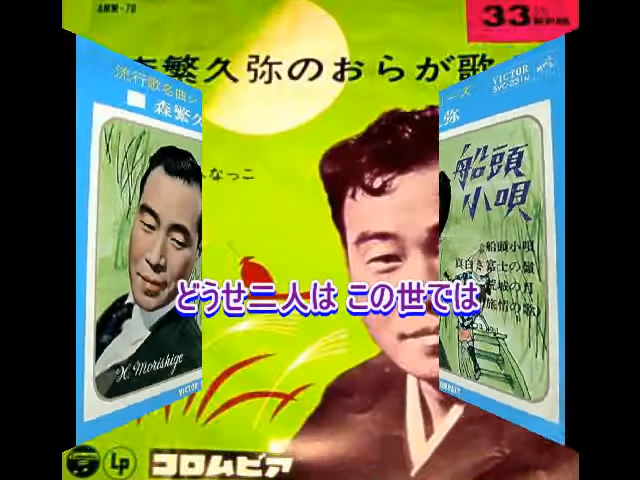 AMM-70
33
森繁久弥のおらが歌
流行歌名曲シ
ーズ
VICTOR
森繁久
弥
船頭
小唄
なっこ
船頭小唄
真白き富士の嶺
荒城の月
旅情の歌
どうせ二人は この世では
H. Morishige
VICTOR
COMPACT
LP
コロムビア